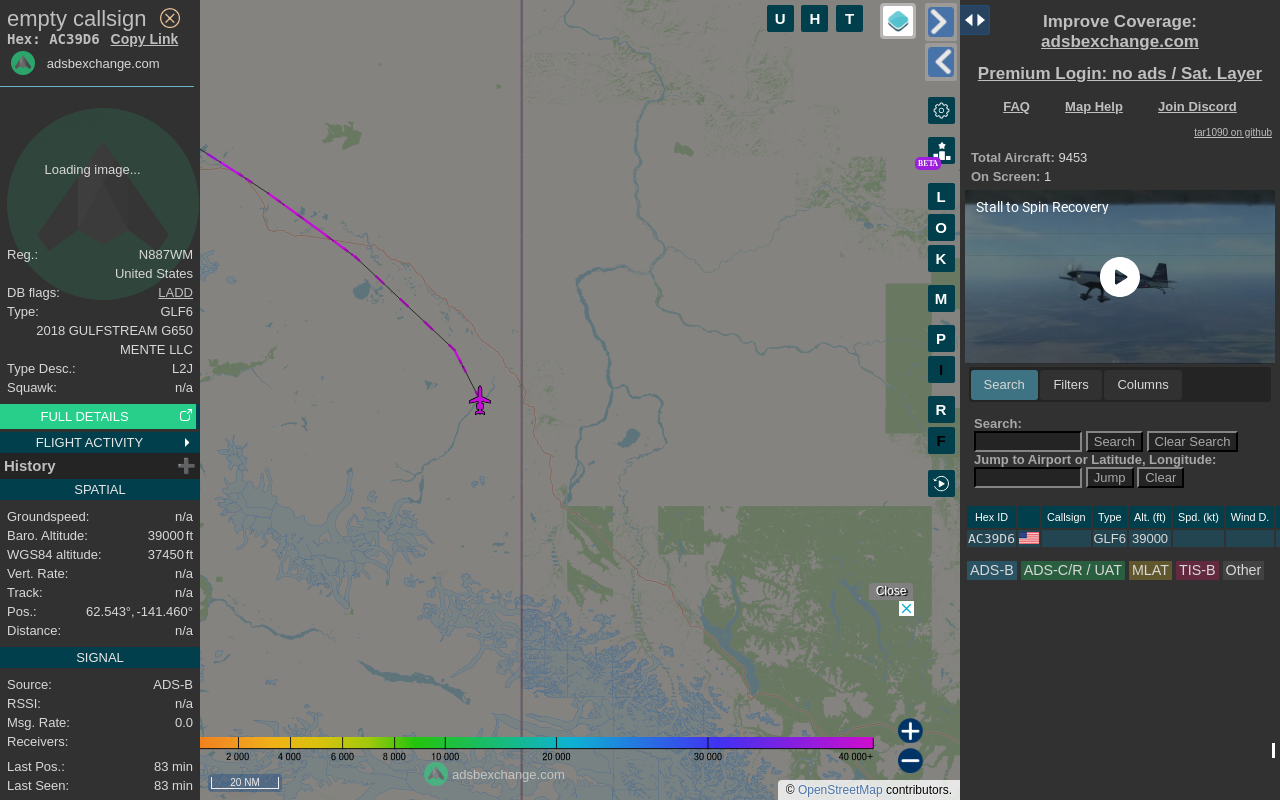 empty callsign
Hex: AC39D6 Copy Link
adsbexchange.com
Loading image...
Reg.: N887WM
United States
DB flags: LADD
Type: GLF6
2018 GULFSTREAM G650
MENTE LLC
Type Desc.: L2J
Squawk: n/a
FULL DETAILS
FLIGHT ACTIVITY
History
SPATIAL
Groundspeed: n/a
Baro. Altitude: 39000 ft
WGS84 altitude: 37450 ft
Vert. Rate: n/a
Track: n/a
Pos.: 62.543°, -141.460°
Distance: n/a
SIGNAL
Source: ADS-B
RSSI: n/a
Msg. Rate: 0.0
Receivers:
Last Pos.: 83 min
Last Seen: 83 min
U H T
BETA
L
O
K
M
P
I
R
F
Close
2 000 4 000 6 000 8 000 10 000 20 000 30 000 40 000+
adsbexchange.com
20 NM
© OpenStreetMap contributors.
Improve Coverage:
adsbexchange.com
Premium Login: no ads / Sat. Layer
FAQ Map Help Join Discord
tar1090 on github
Total Aircraft: 9453
On Screen: 1
Stall to Spin Recovery
Search Filters Columns
Search:
Search Clear Search
Jump to Airport or Latitude, Longitude:
Jump Clear
Hex ID Callsign Type Alt. (ft) Spd. (kt) Wind D.
AC39D6 GLF6 39000
ADS-B ADS-C/R / UAT MLAT TIS-B Other